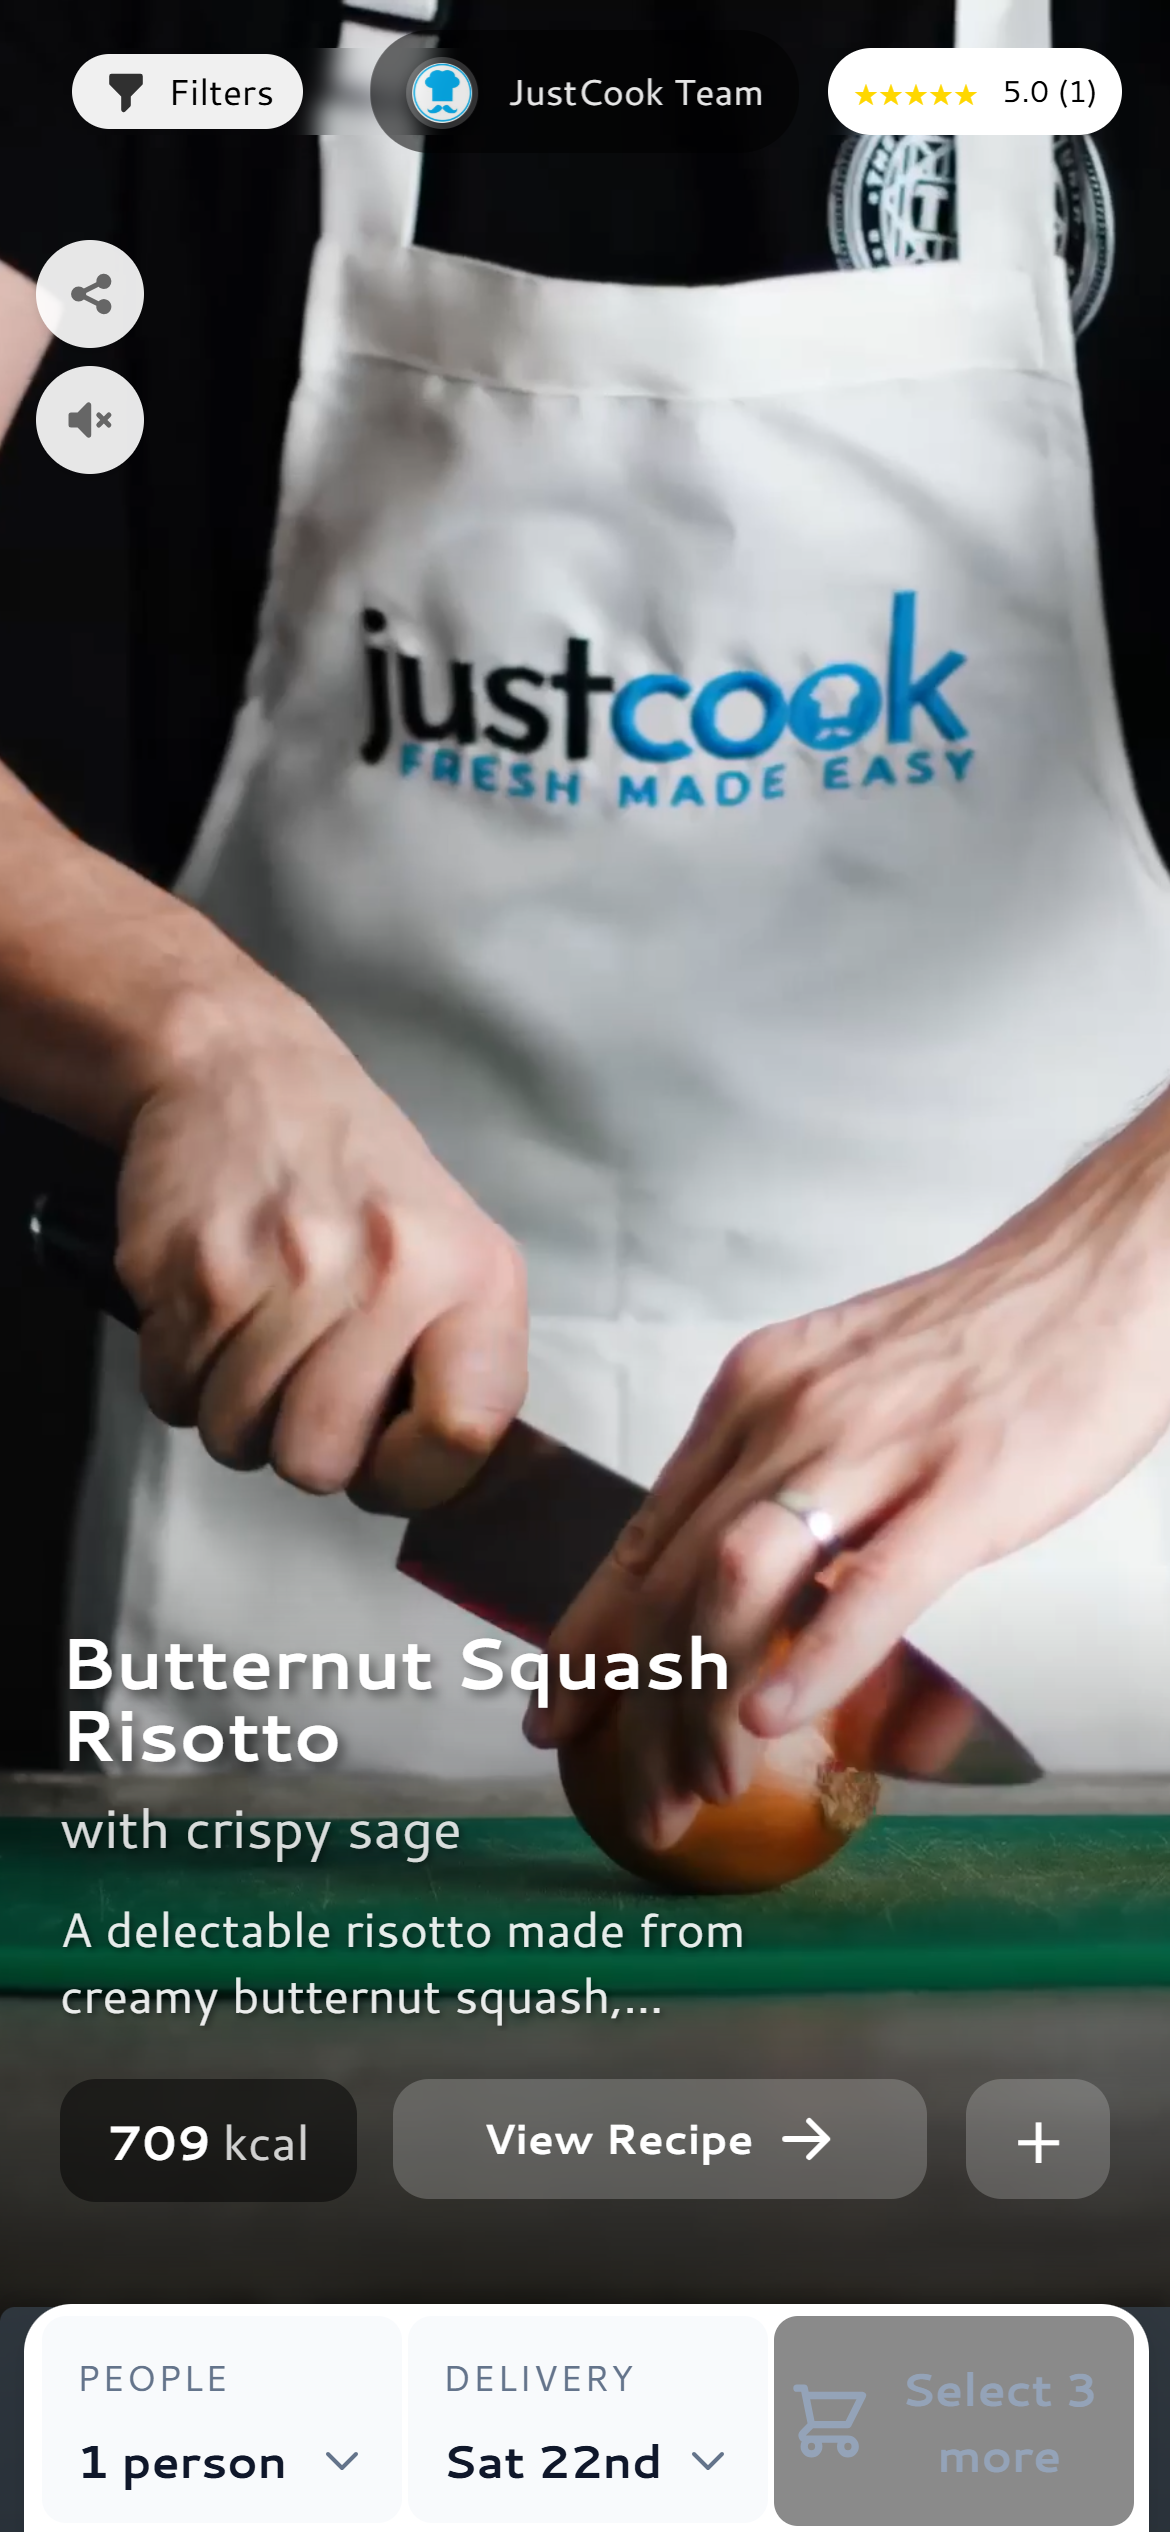 Filters
JustCook Team
5.0 (1)
justcook
FRESH MADE EASY
Butternut Squash
Risotto
with crispy sage
A delectable risotto made from
creamy butternut squash,...
709 kcal
View Recipe
PEOPLE
1 person
DELIVERY
Sat 22nd
Select 3
more